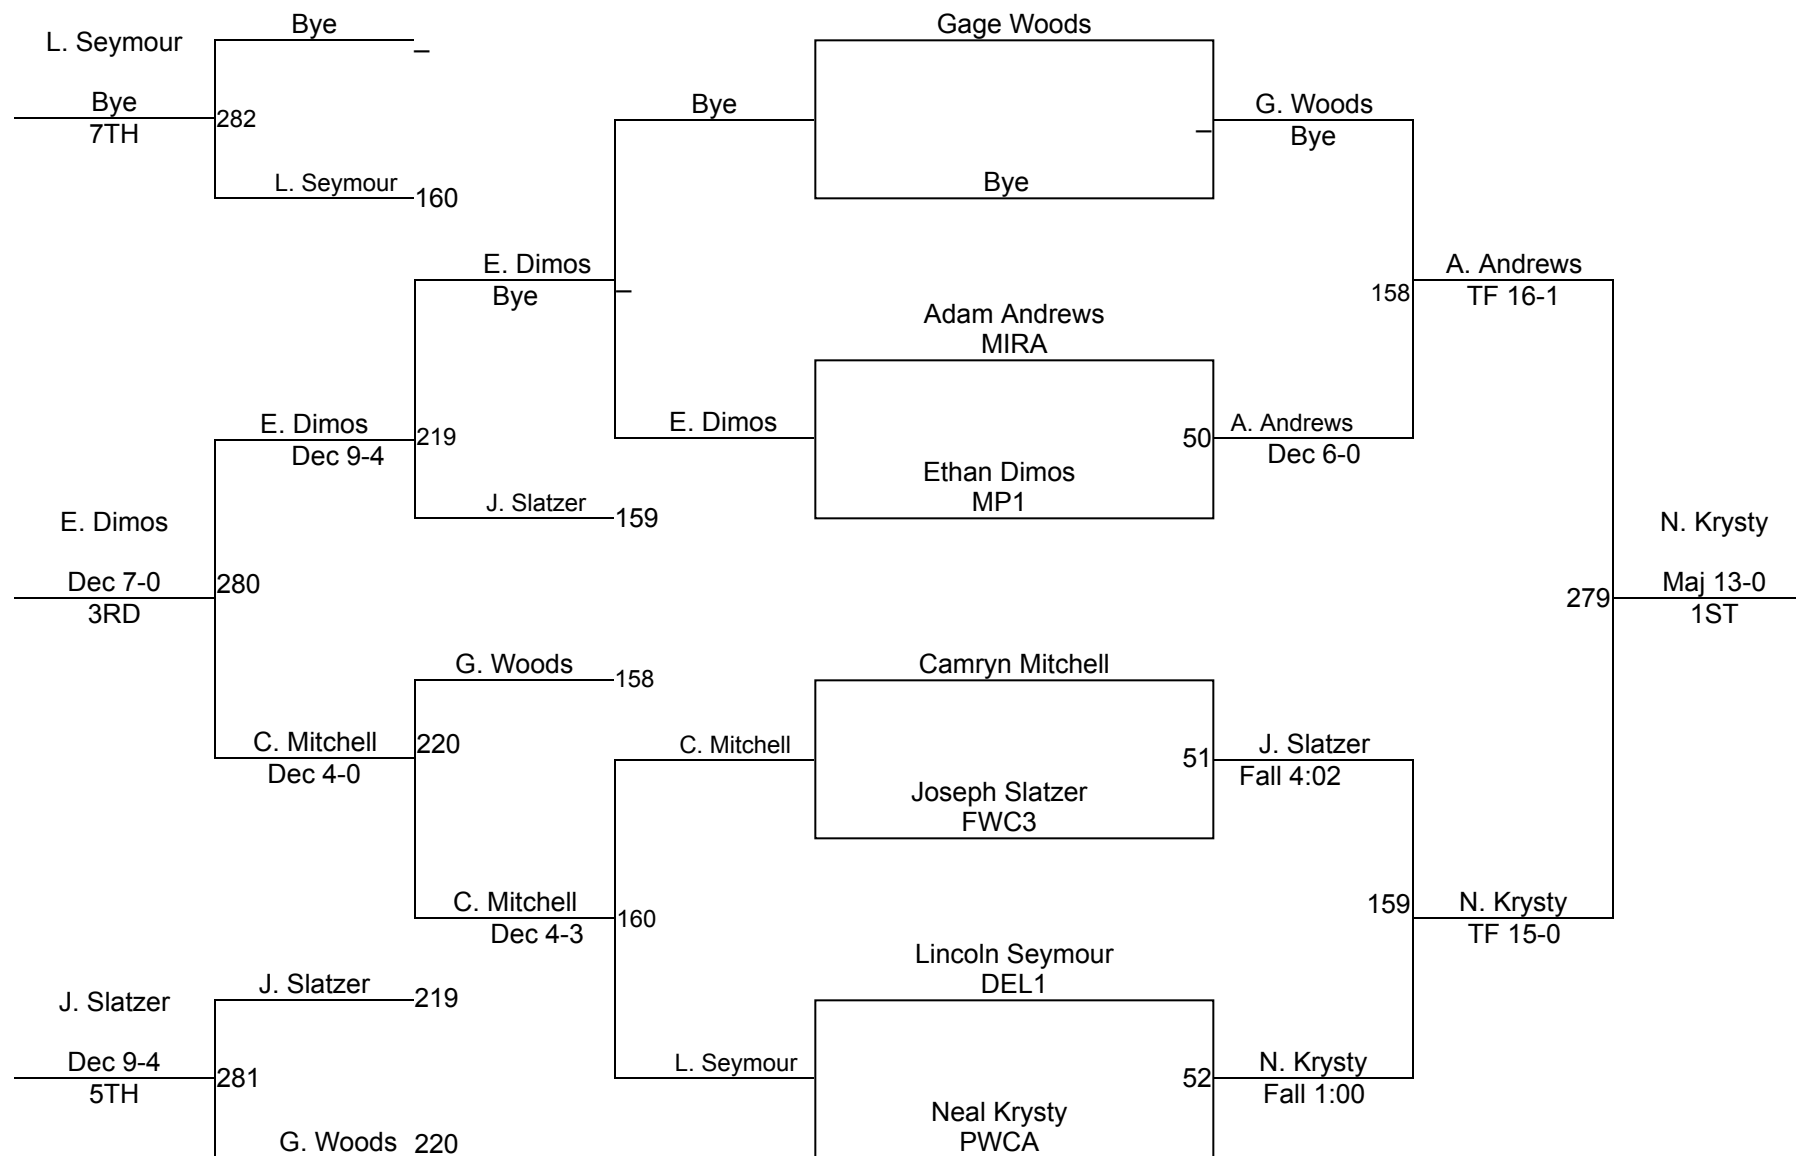 Bye
Gage Woods
L. Seymour
_
Bye
Bye
G. Woods
282
_
7TH
Bye
L. Seymour
Bye
160
E. Dimos
A. Andrews
Bye
_
158
TF 16-1
Adam Andrews
MIRA
E. Dimos
219
E. Dimos
50
A. Andrews
Dec 9-4
Dec 6-0
Ethan Dimos
J. Slatzer
MP1
159
E. Dimos
N. Krysty
Dec 7-0
280
Maj 13-0
279
3RD
1ST
G. Woods
158
Camryn Mitchell
C. Mitchell
220
C. Mitchell
51
J. Slatzer
Dec 4-0
Fall 4:02
Joseph Slatzer
FWC3
C. Mitchell
160
159
N. Krysty
Dec 4-3
TF 15-0
Lincoln Seymour
DEL1
J. Slatzer
J. Slatzer
219
Dec 9-4
281
L. Seymour
52
N. Krysty
5TH
Fall 1:00
Neal Krysty
G. Woods
220
PWCA